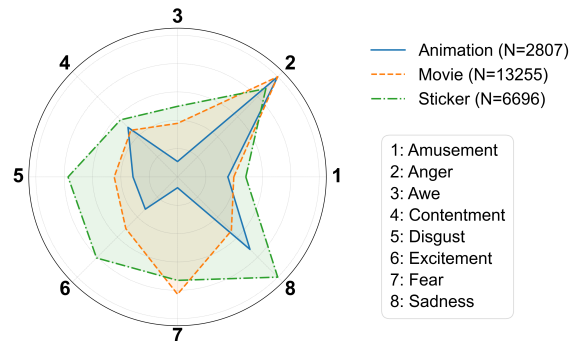 3
4
2
5
1
6
8
7
Animation (N=2807)
Movie (N=13255)
Sticker (N=6696)
1: Amusement
2: Anger
3: Awe
4: Contentment
5: Disgust
6: Excitement
7: Fear
8: Sadness